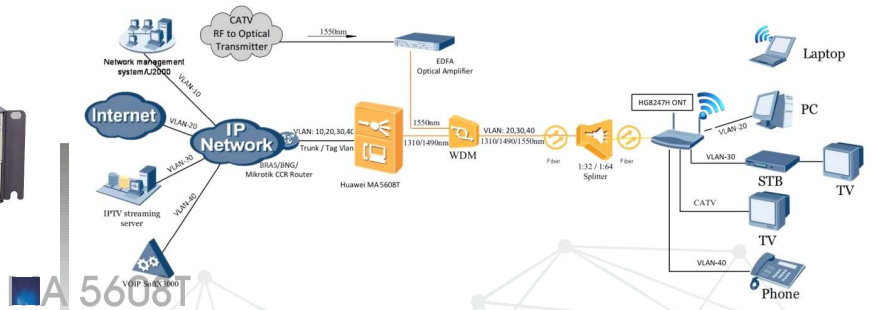 CATV
RF to Optical
Transmitter
1550nm
EDFA
Optical Amplifier
Network management
system/U2000
VLAN-10
Internet
VLAN-20
IP
Network
VLAN-30
IPTV streaming
server
VLAN-40
VOIP SoftX3000
BRAS/BNG/
Mikrotik CCR Router
VLAN: 10,20,30,40
Trunk / Tag Vlan
Huawei MA5608T
1550nm
1310/1490nm
WDM
VLAN: 20,30,40
1310/1490/1550nm
Fiber
1:32 / 1:64
Splitter
Fiber
HG8247H ONT
Laptop
VLAN-20
PC
VLAN-30
STB
TV
CATV
TV
VLAN-40
Phone
MA 5608T